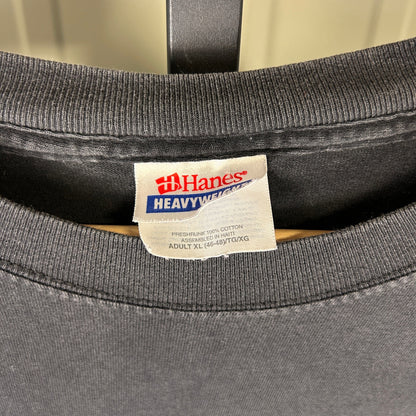 Hanes®
HEAVYWEIGHT
PRESHRUNK 100% COTTON
ASSEMBLED IN HAITI
ADULT XL (46-48)/TG/XG